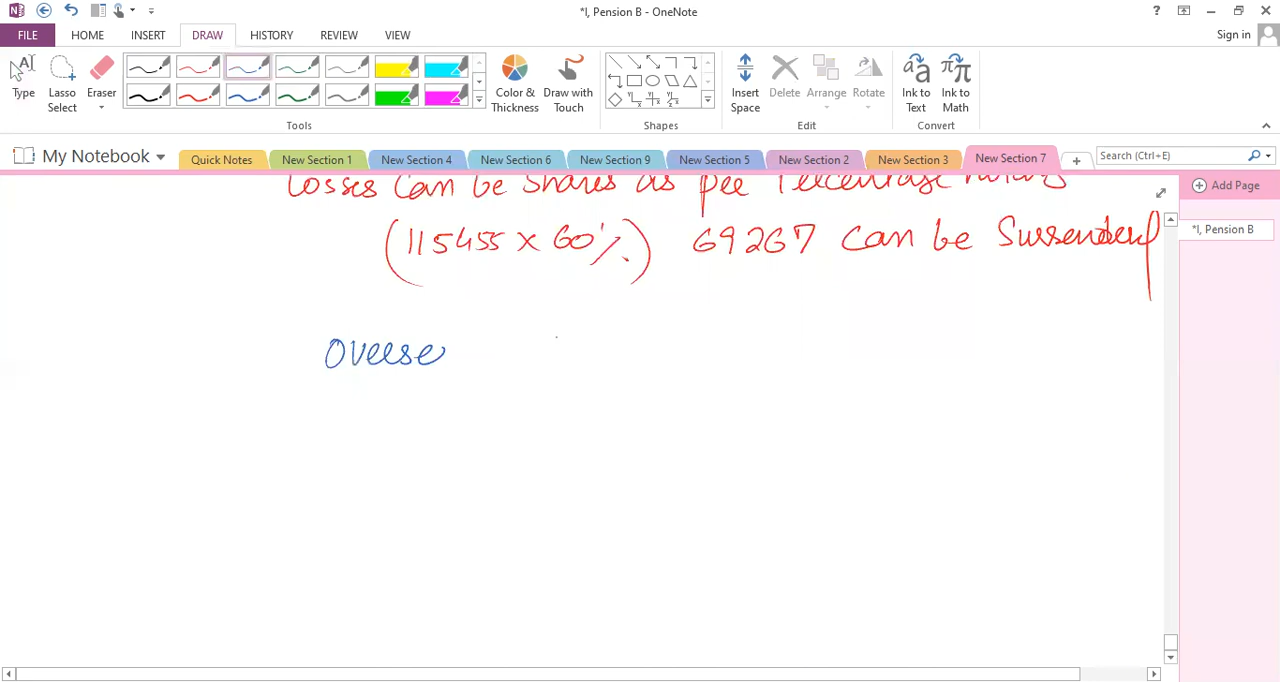 *I, Pension B - OneNote
FILE HOME INSERT DRAW HISTORY REVIEW VIEW
Sign in
Type
Lasso Select
Eraser
Color & Thickness
Draw with Touch
Insert Space
Delete
Arrange
Rotate
Ink to Text
Ink to Math
Tools Shapes Edit Convert
My Notebook Quick Notes New Section 1 New Section 4 New Section 6 New Section 9 New Section 5 New Section 2 New Section 3 New Section 7 Search (Ctrl+E)
Add Page
*I, Pension B
Losses Can be Shares as Pee Percentage
(115455 x 60%) 69267 Can be Surrenderd
Overse